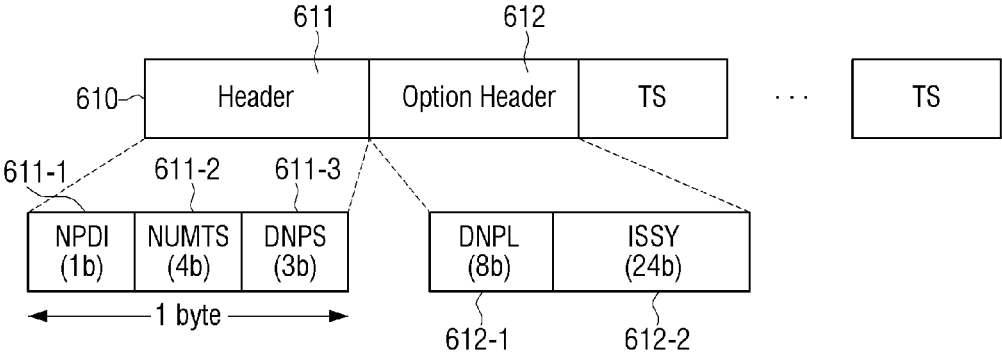 611
612
610
Header
Option Header
TS
· · ·
TS
611-1
611-2
611-3
NPDI
(1b)
NUMTS
(4b)
DNPS
(3b)
DNPL
(8b)
ISSY
(24b)
1 byte
612-1
612-2